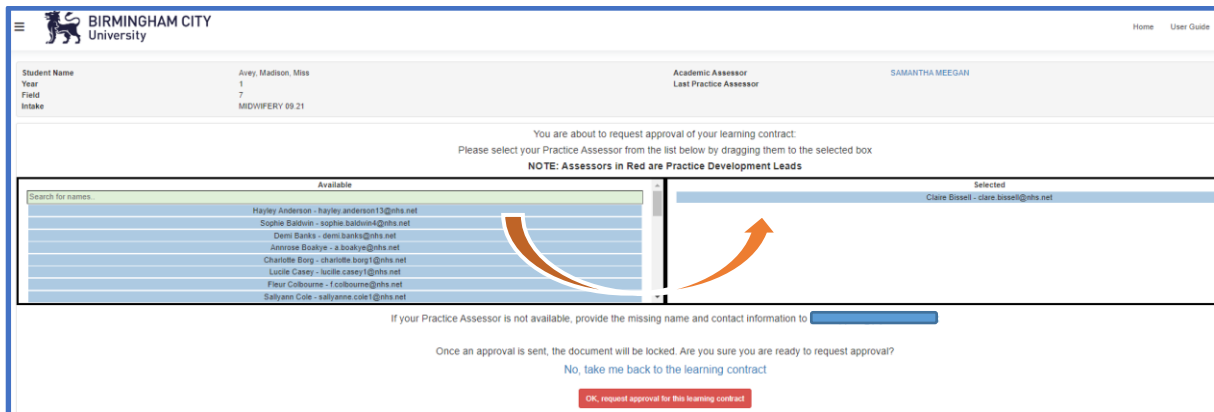 BIRMINGHAM CITY
University
Home User Guide
Student Name Avey, Madison, Miss Academic Assessor SAMANTHA MEEGAN
Year 1 Last Practice Assessor
Field 7
Intake MIDWIFERY 09.21
You are about to request approval of your learning contract:
Please select your Practice Assessor from the list below by dragging them to the selected box
NOTE: Assessors in Red are Practice Development Leads
Available Selected
Search for names.. Claire Bissell - clare.bissell@nhs.net
Hayley Anderson - hayley.anderson13@nhs.net
Sophie Baldwin - sophie.baldwin4@nhs.net
Demi Banks - demi.banks@nhs.net
Annrose Boakye - a.boakye@nhs.net
Charlotte Borg - charlotte.borg1@nhs.net
Lucile Casey - lucille.casey1@nhs.net
Fleur Colbourne - f.colbourne@nhs.net
Sallyann Cole - sallyanne.cole1@nhs.net
If your Practice Assessor is not available, provide the missing name and contact information to
Once an approval is sent, the document will be locked. Are you sure you are ready to request approval?
No, take me back to the learning contract
OK, request approval for this learning contract